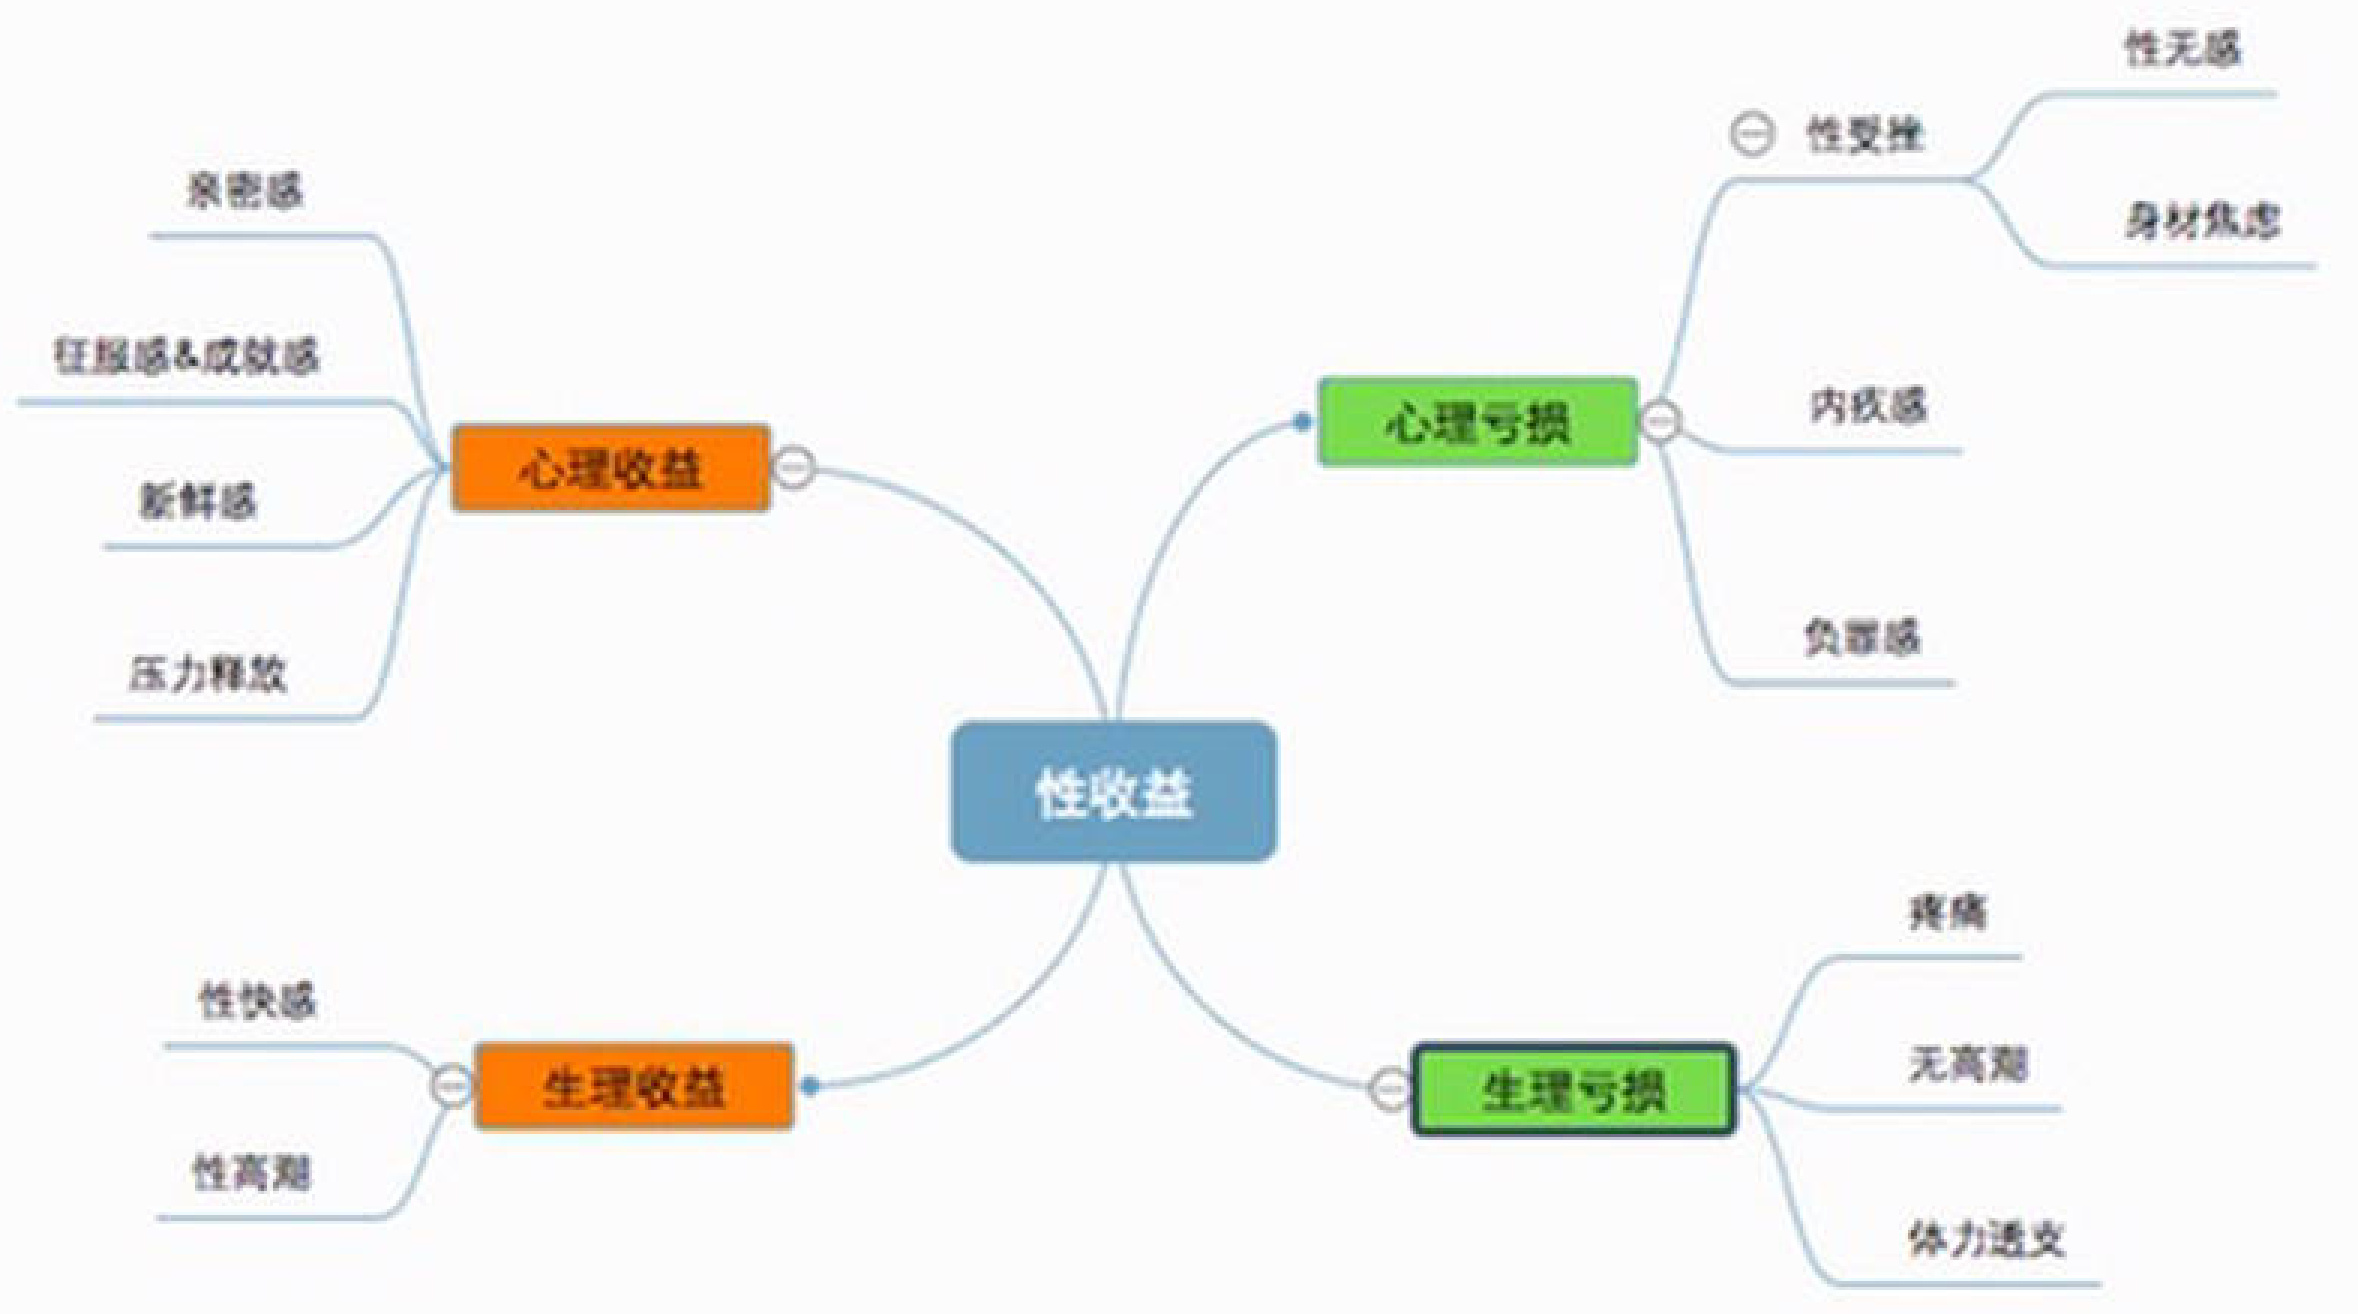 性无感
性受挫
身材焦虑
亲密感
征服感&成就感
心理收益
新鲜感
压力释放
心理亏损
内疚感
负罪感
性收益
性快感
生理收益
性高潮
疼痛
生理亏损
无高潮
体力透支